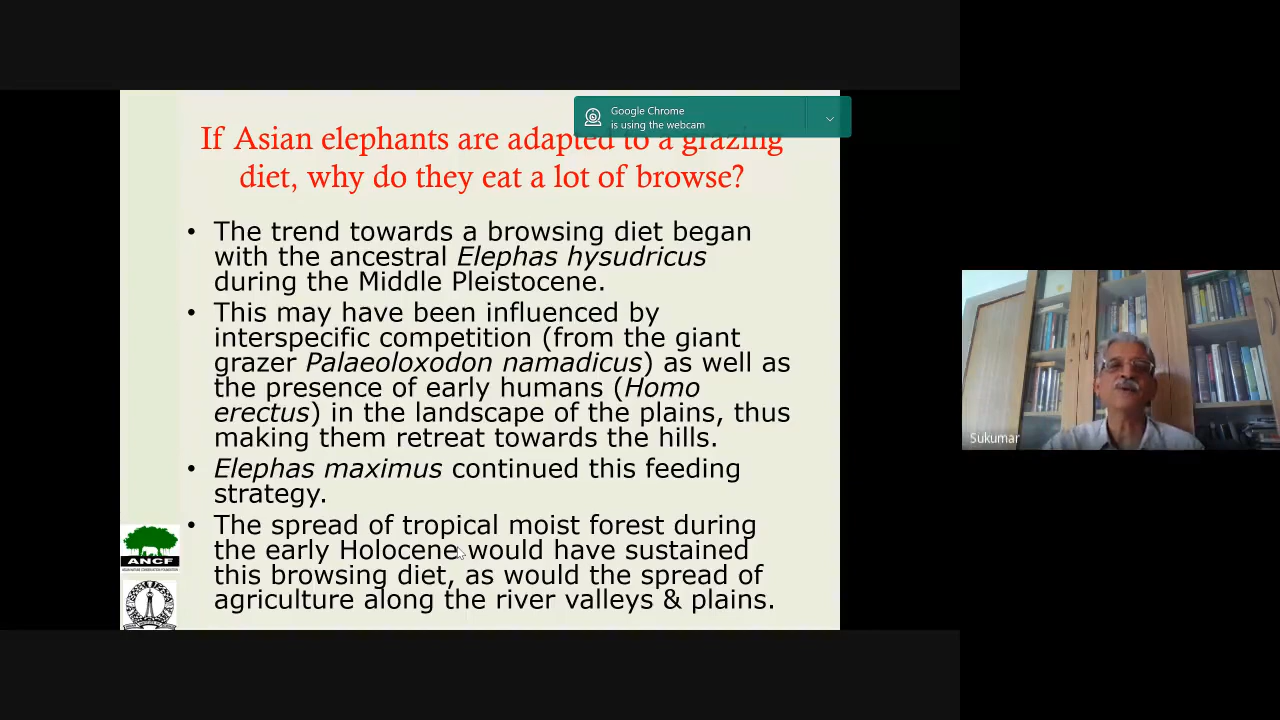 Google Chrome
is using the webcam
If Asian elephants are adapted to a grazing
diet, why do they eat a lot of browse?
• The trend towards a browsing diet began
with the ancestral Elephas hysudricus
during the Middle Pleistocene.
• This may have been influenced by
interspecific competition (from the giant
grazer Palaeoloxodon namadicus) as well as
the presence of early humans (Homo
erectus) in the landscape of the plains, thus
making them retreat towards the hills.
• Elephas maximus continued this feeding
strategy.
• The spread of tropical moist forest during
the early Holocene would have sustained
this browsing diet, as would the spread of
agriculture along the river valleys & plains.
ANCF
Sukumar